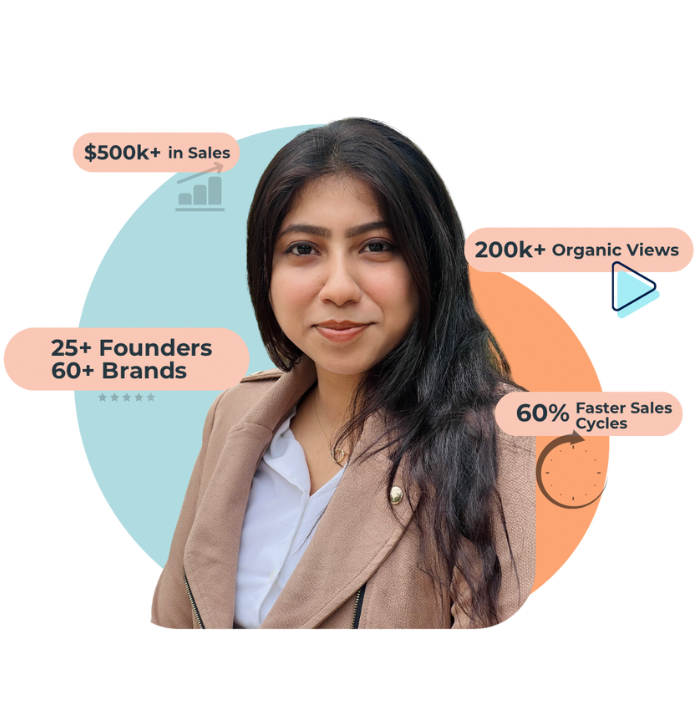 $500k+ in Sales
200k+ Organic Views
25+ Founders
60+ Brands
60% Faster Sales
Cycles